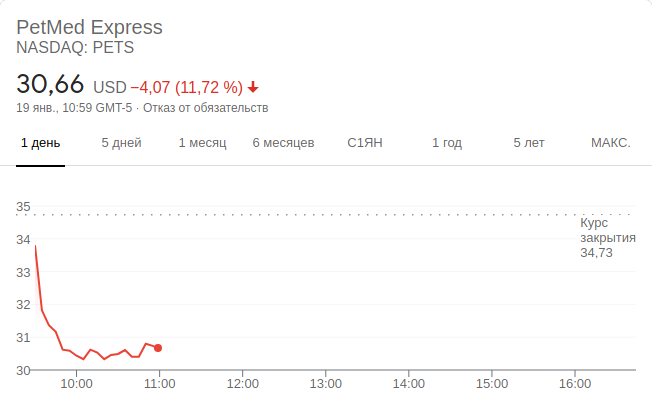 PetMed Express
NASDAQ: PETS
30,66 USD −4,07 (11,72 %)
19 янв., 10:59 GMT-5 · Отказ от обязательств
1 день 5 дней 1 месяц 6 месяцев С1ЯН 1 год 5 лет МАКС.
35
Курс
закрытия
34,73
34
33
32
31
30
10:00 11:00 12:00 13:00 14:00 15:00 16:00